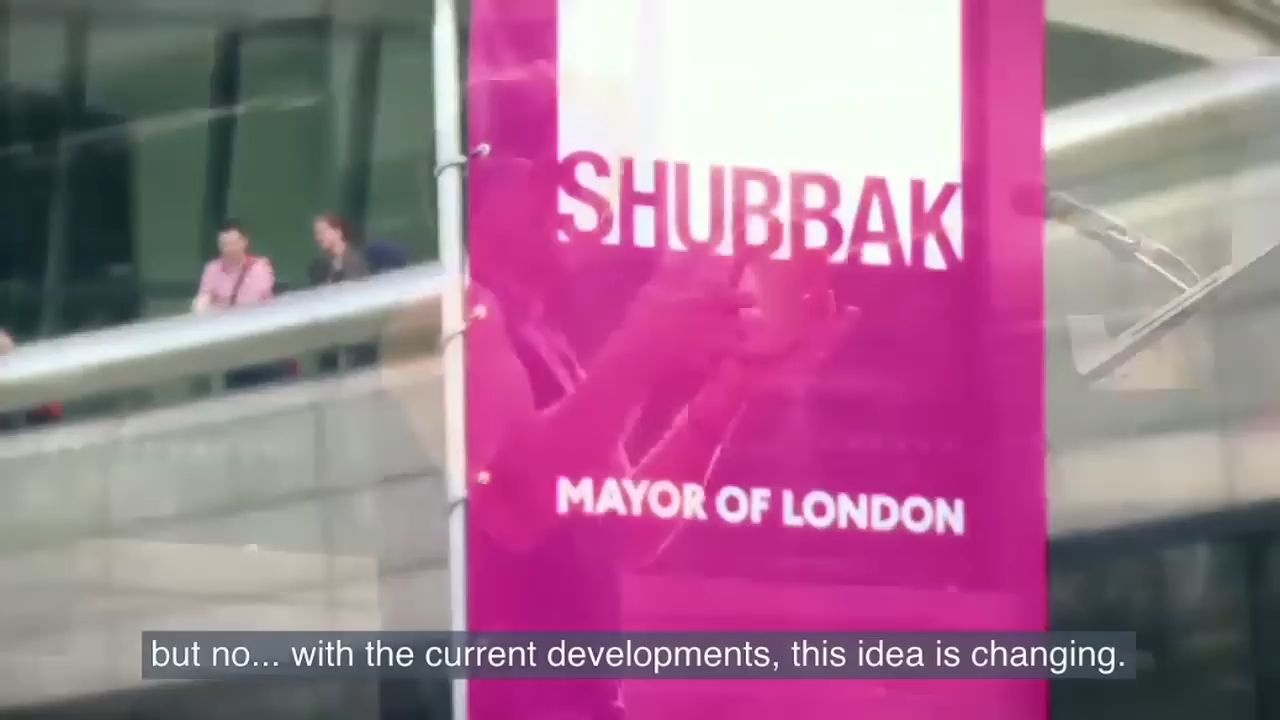 SHUBBAK
MAYOR OF LONDON
but no... with the current developments, this idea is changing.